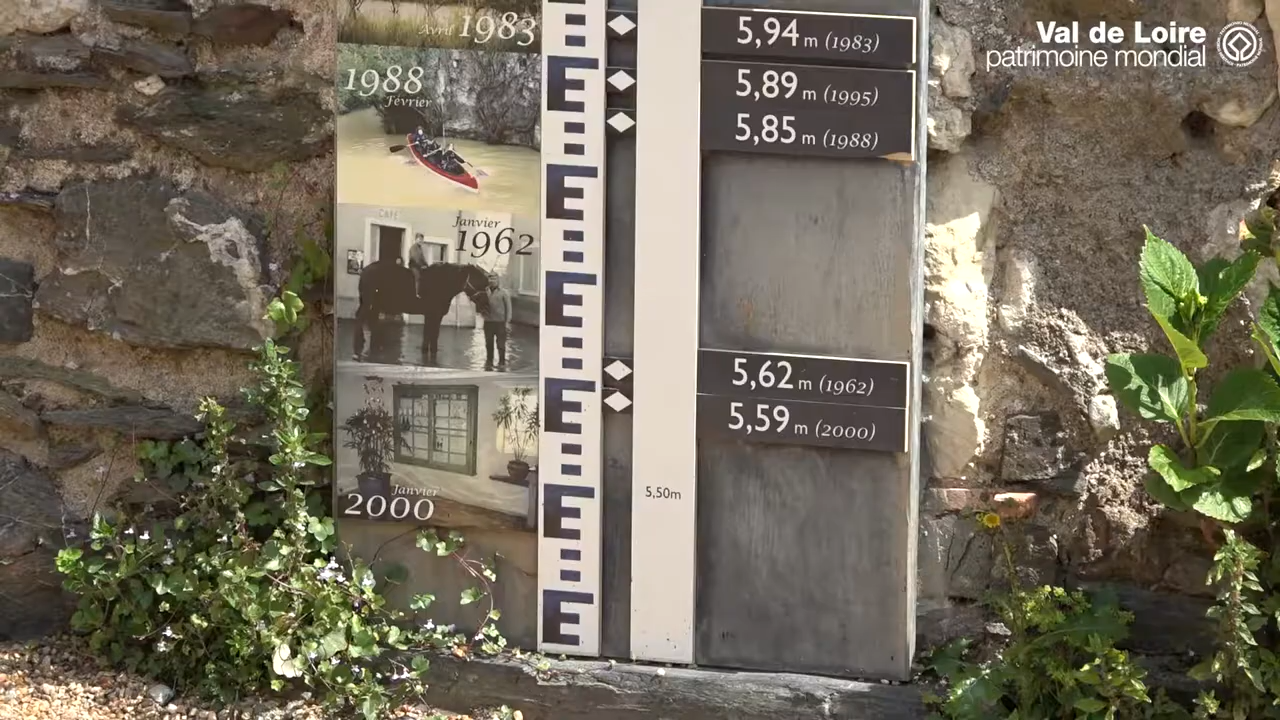 Avril 1983
5,94 m (1983)
Val de Loire
patrimoine mondial
1988
Février
5,89 m (1995)
5,85 m (1988)
CAFÉ
Janvier
1962
5,62 m (1962)
5,59 m (2000)
5,50m
Janvier
2000